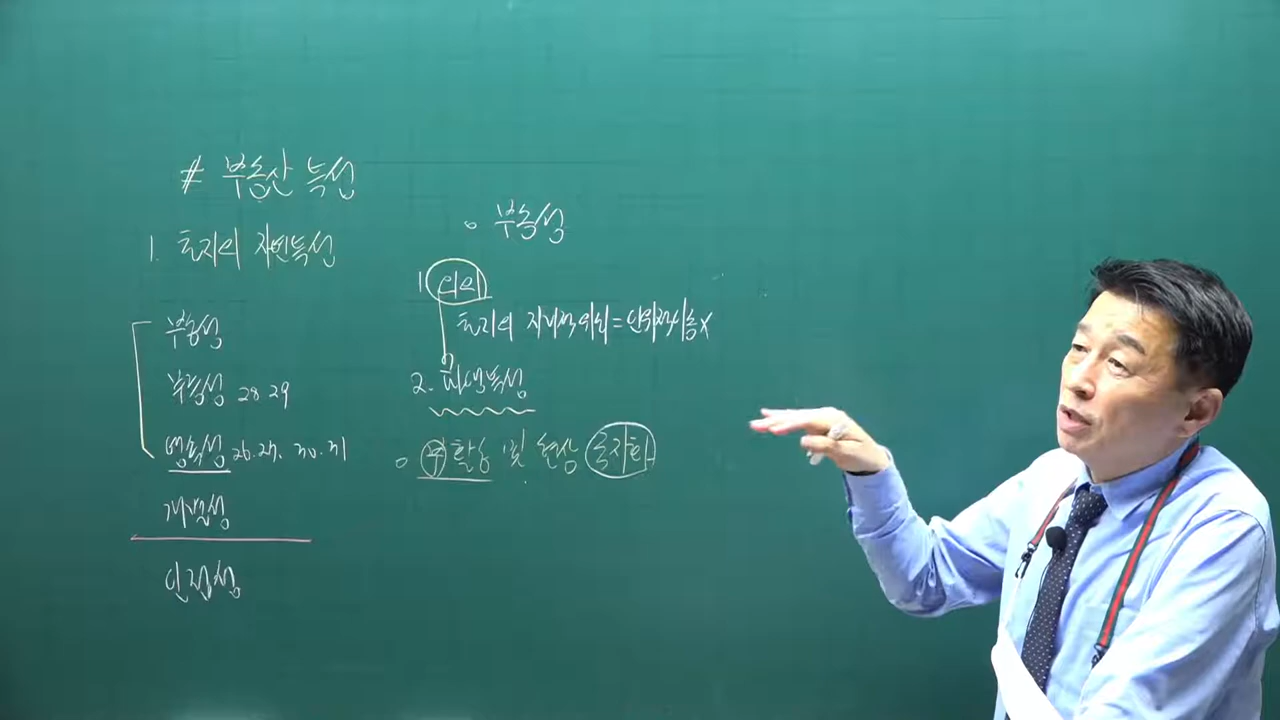 # 부동산 특성
1. 토지의 자연특성
부동성
부증성 28.29
영속성 26.27. 30.31
개별성
인접성
○ 부동성
1 의의
토지의 지리적위치=인위적이동×
2. 파생특성
○ 부 활동 및 현상 국지화